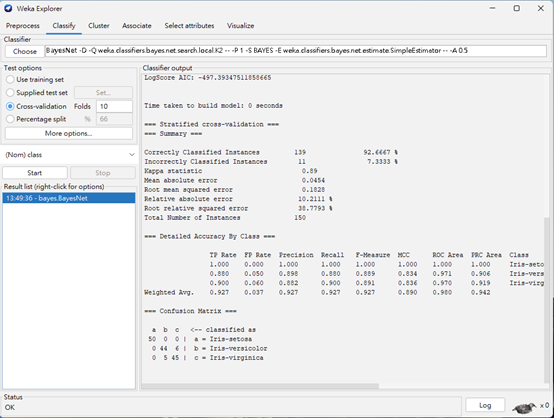 Weka Explorer
Preprocess Classify Cluster Associate Select attributes Visualize
Classifier
Choose BayesNet -D -Q weka.classifiers.bayes.net.search.local.K2 -- -P 1 -S BAYES -E weka.classifiers.bayes.net.estimate.SimpleEstimator -- -A 0.5
Test options
Use training set
Supplied test set Set...
Cross-validation Folds 10
Percentage split % 66
More options...
(Nom) class
Start Stop
Result list (right-click for options)
13:49:36 - bayes.BayesNet
Classifier output
LogScore AIC: -497.39347511858665
Time taken to build model: 0 seconds
=== Stratified cross-validation ===
=== Summary ===
Correctly Classified Instances 139 92.6667 %
Incorrectly Classified Instances 11 7.3333 %
Kappa statistic 0.89
Mean absolute error 0.0454
Root mean squared error 0.1828
Relative absolute error 10.2111 %
Root relative squared error 38.7793 %
Total Number of Instances 150
=== Detailed Accuracy By Class ===
TP Rate FP Rate Precision Recall F-Measure MCC ROC Area PRC Area Class
1.000 0.000 1.000 1.000 1.000 1.000 1.000 1.000 Iris-seto
0.880 0.050 0.898 0.880 0.889 0.834 0.971 0.906 Iris-vers
0.900 0.060 0.882 0.900 0.891 0.836 0.970 0.919 Iris-virg
Weighted Avg. 0.927 0.037 0.927 0.927 0.927 0.890 0.980 0.942
=== Confusion Matrix ===
a b c <-- classified as
50 0 0 | a = Iris-setosa
0 44 6 | b = Iris-versicolor
0 5 45 | c = Iris-virginica
Status
OK
Log x 0